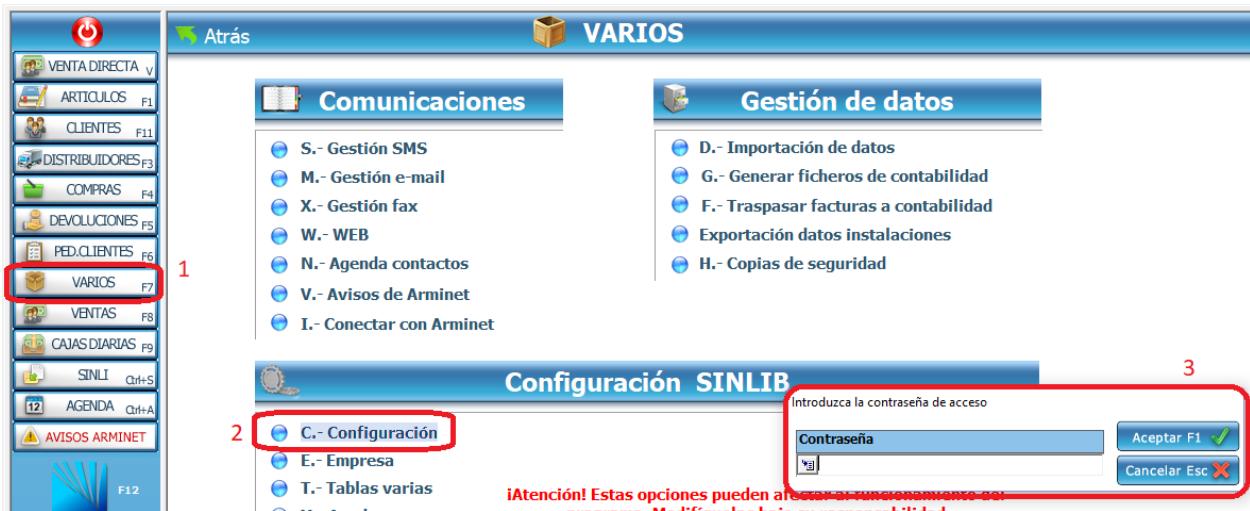 Atrás
VARIOS
VENTA DIRECTA V
ARTICULOS F1
CLIENTES F11
DISTRIBUIDORES F3
COMPRAS F4
DEVOLUCIONES F5
PED.CLIENTES F6
VARIOS F7
1
VENTAS F8
CAJAS DIARIAS F9
SINLI Ctrl+S
12
AGENDA Ctrl+A
AVISOS ARMINET
F12
Comunicaciones
S.- Gestión SMS
M.- Gestión e-mail
X.- Gestión fax
W.- WEB
N.- Agenda contactos
V.- Avisos de Arminet
I.- Conectar con Arminet
Gestión de datos
D.- Importación de datos
G.- Generar ficheros de contabilidad
F.- Traspasar facturas a contabilidad
Exportación datos instalaciones
H.- Copias de seguridad
Configuración SINLIB
2
C.- Configuración
E.- Empresa
T.- Tablas varias
¡Atención! Estas opciones pueden afectar al funcionamiento del
3
Introduzca la contraseña de acceso
Contraseña
Aceptar F1
Cancelar Esc